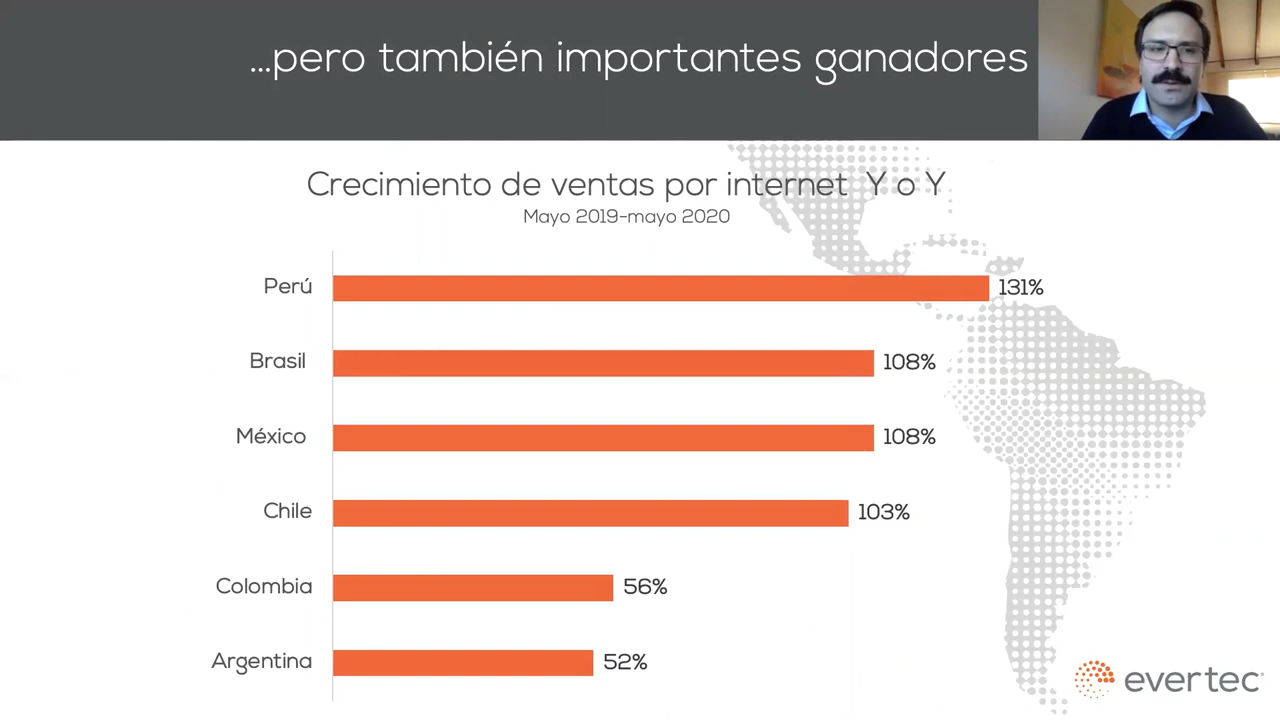 ...pero también importantes ganadores
Crecimiento de ventas por internet Y o Y
Mayo 2019-mayo 2020
Perú 131%
Brasil 108%
México 108%
Chile 103%
Colombia 56%
Argentina 52%
evertec